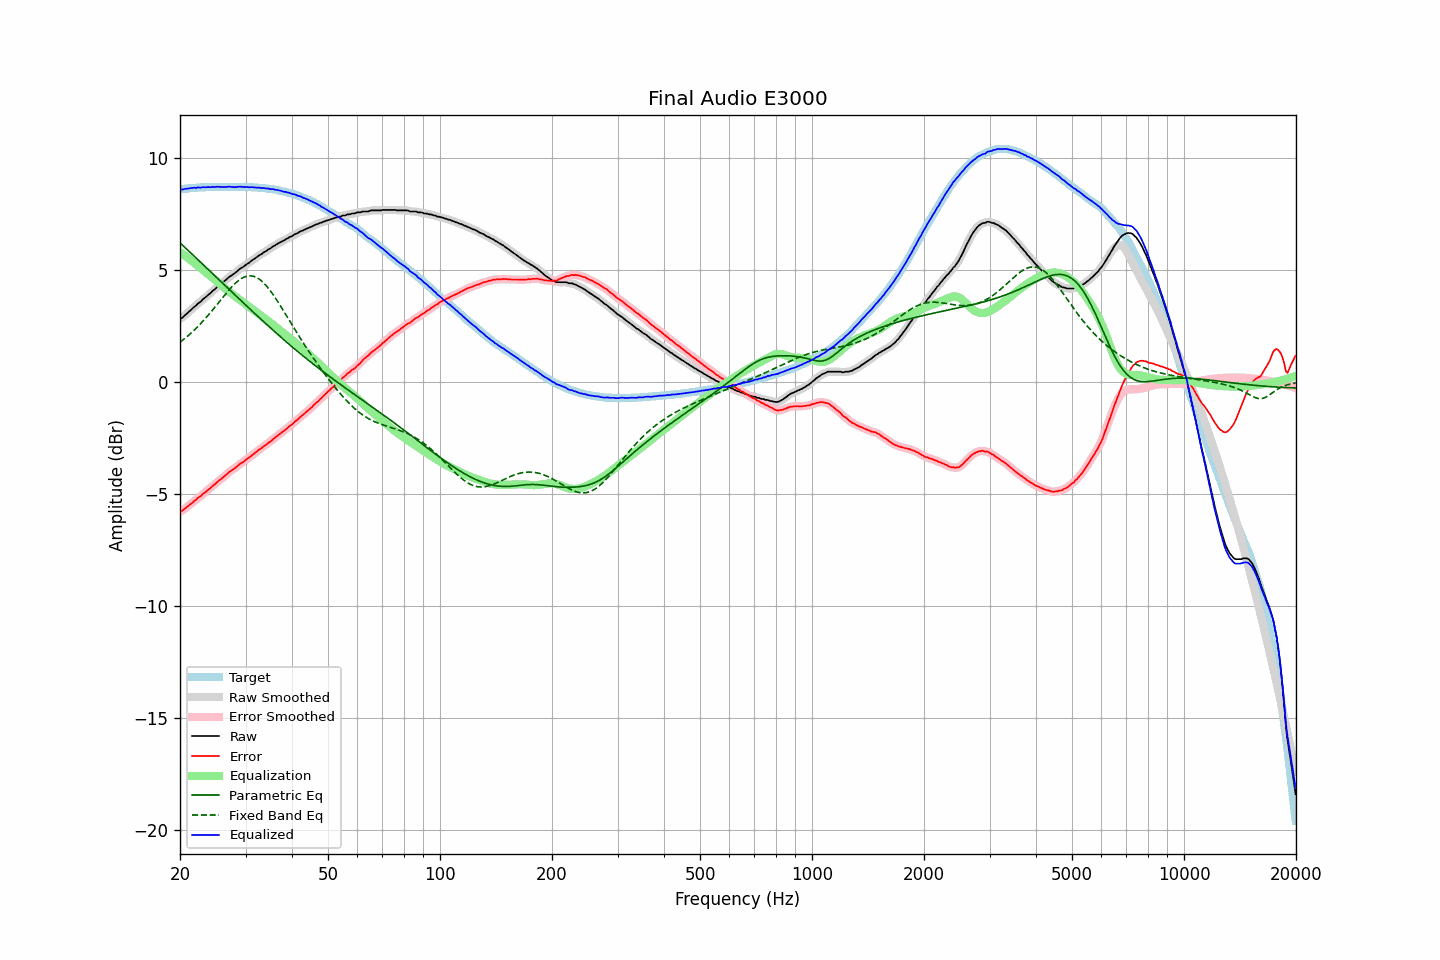 Final Audio E3000
Amplitude (dBr)
10
5
0
−5
−10
−15
−20
Target
Raw Smoothed
Error Smoothed
Raw
Error
Equalization
Parametric Eq
Fixed Band Eq
Equalized
20 50 100 200 500 1000 2000 5000 10000 20000
Frequency (Hz)